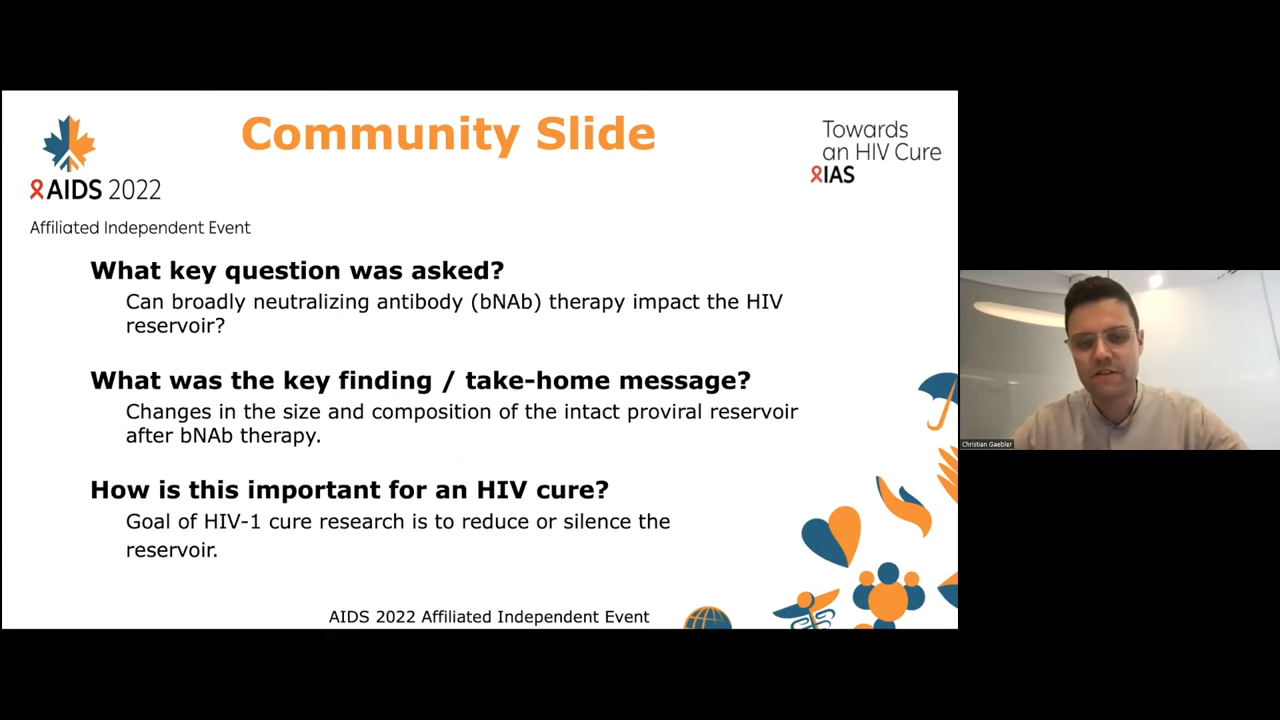 Community Slide
AIDS 2022
Affiliated Independent Event
Towards
an HIV Cure
IAS
What key question was asked?
Can broadly neutralizing antibody (bNAb) therapy impact the HIV
reservoir?
What was the key finding / take-home message?
Changes in the size and composition of the intact proviral reservoir
after bNAb therapy.
How is this important for an HIV cure?
Goal of HIV-1 cure research is to reduce or silence the
reservoir.
AIDS 2022 Affiliated Independent Event
Christian Gaebler